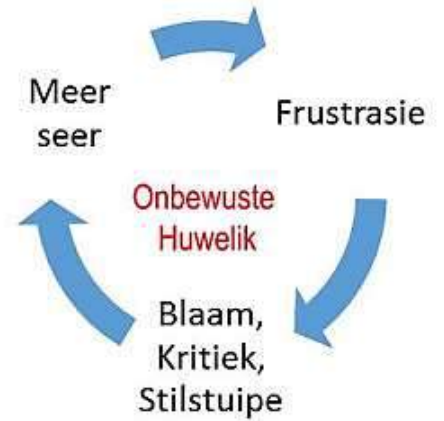 Meer
seer
Frustrasie
Onbewuste
Huwelik
Blaam,
Kritiek,
Stilstuipe